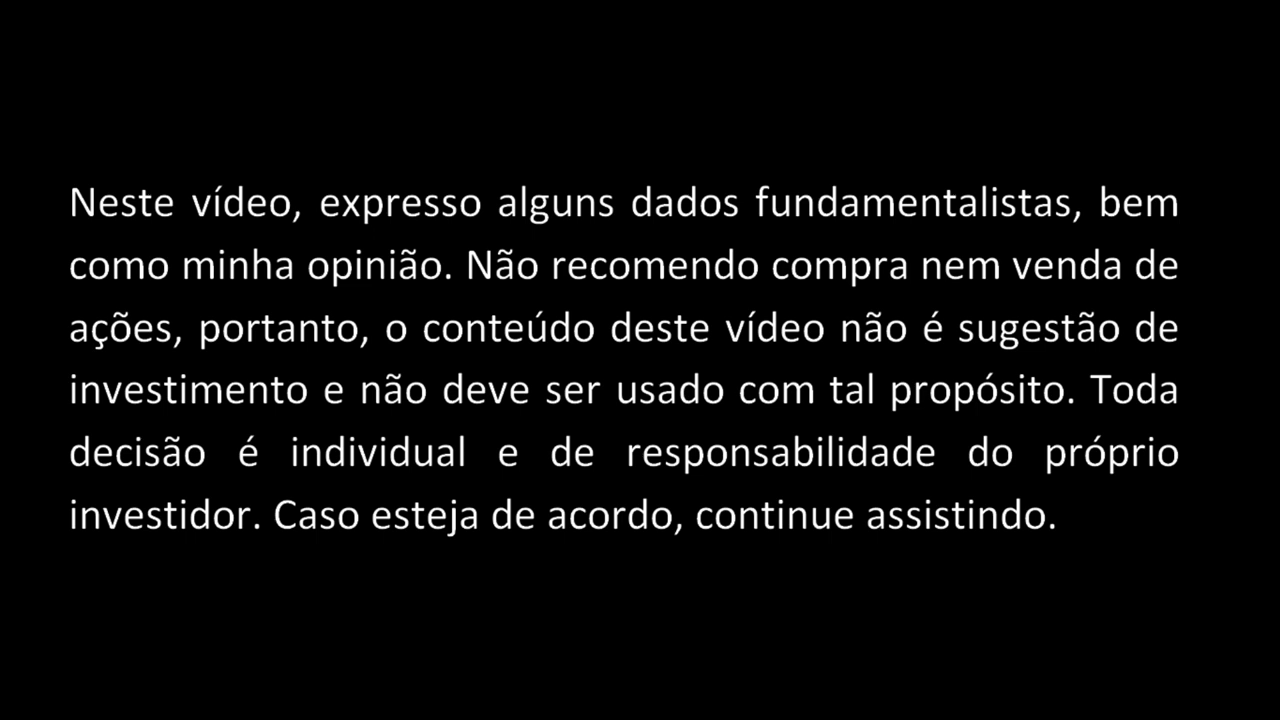 Neste vídeo, expresso alguns dados fundamentalistas, bem
como minha opinião. Não recomendo compra nem venda de
ações, portanto, o conteúdo deste vídeo não é sugestão de
investimento e não deve ser usado com tal propósito. Toda
decisão é individual e de responsabilidade do próprio
investidor. Caso esteja de acordo, continue assistindo.